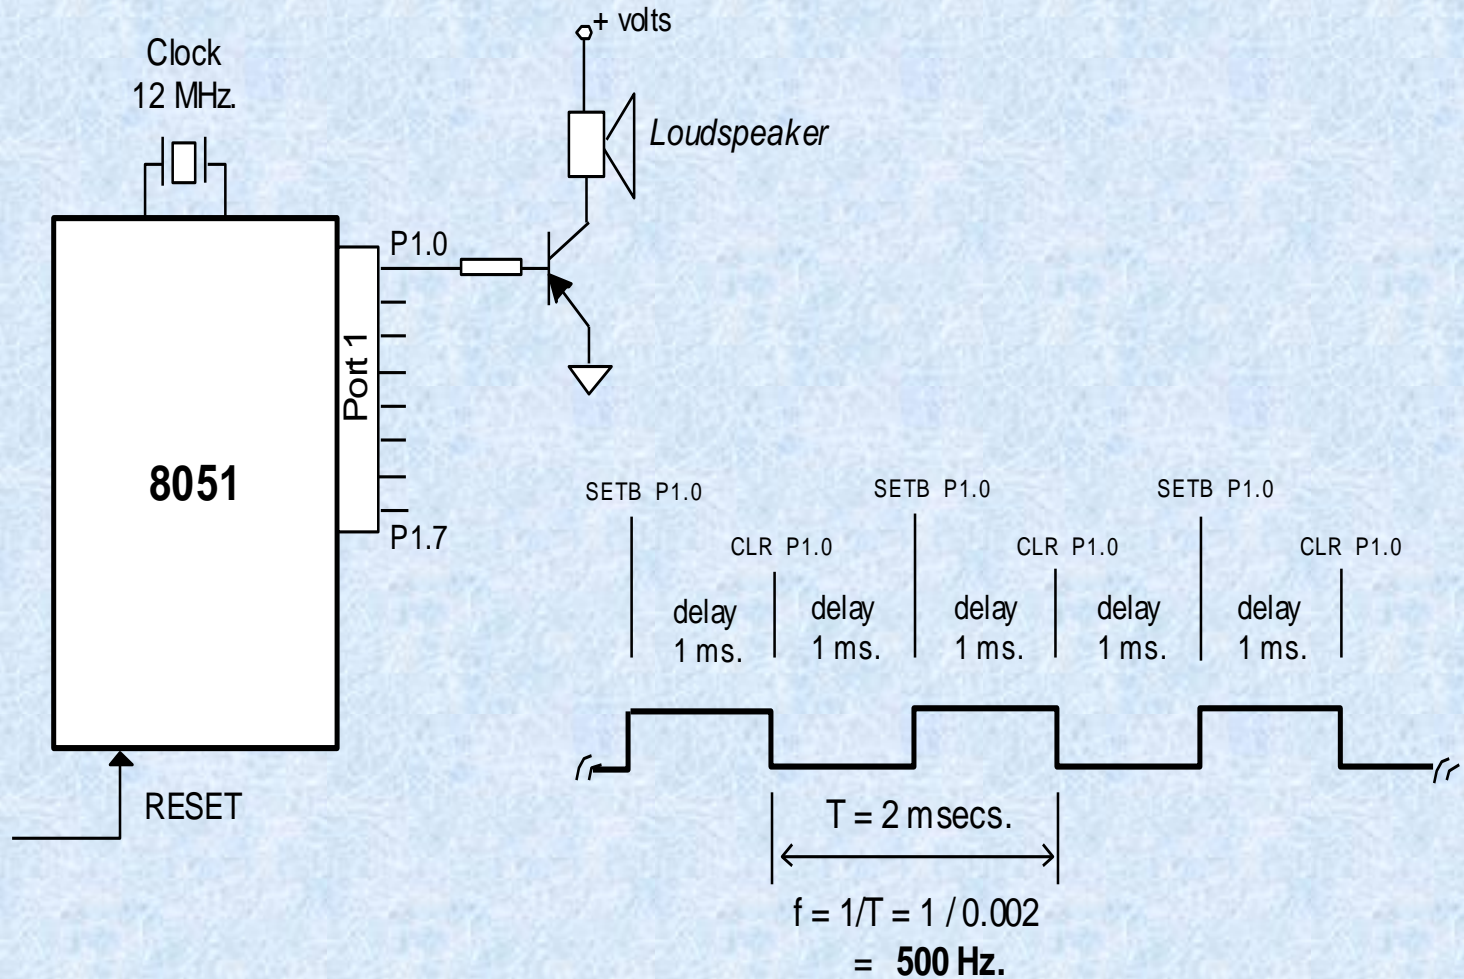 + volts
Clock
12 MHz.
Loudspeaker
P1.0
Port 1
8051
P1.7
RESET
SETB P1.0
SETB P1.0
SETB P1.0
CLR P1.0
CLR P1.0
CLR P1.0
delay
1 ms.
delay
1 ms.
delay
1 ms.
delay
1 ms.
delay
1 ms.
T = 2 msecs.
f = 1/T = 1 / 0.002
= 500 Hz.